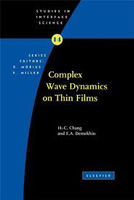 STUDIES IN
INTERFACE
SCIENCE
14
SERIES
EDITORS
D. MÖBIUS
R. MILLER
Complex
Wave Dynamics
on Thin Films
H.-C. Chang
and E.A. Demekhin
ELSEVIER